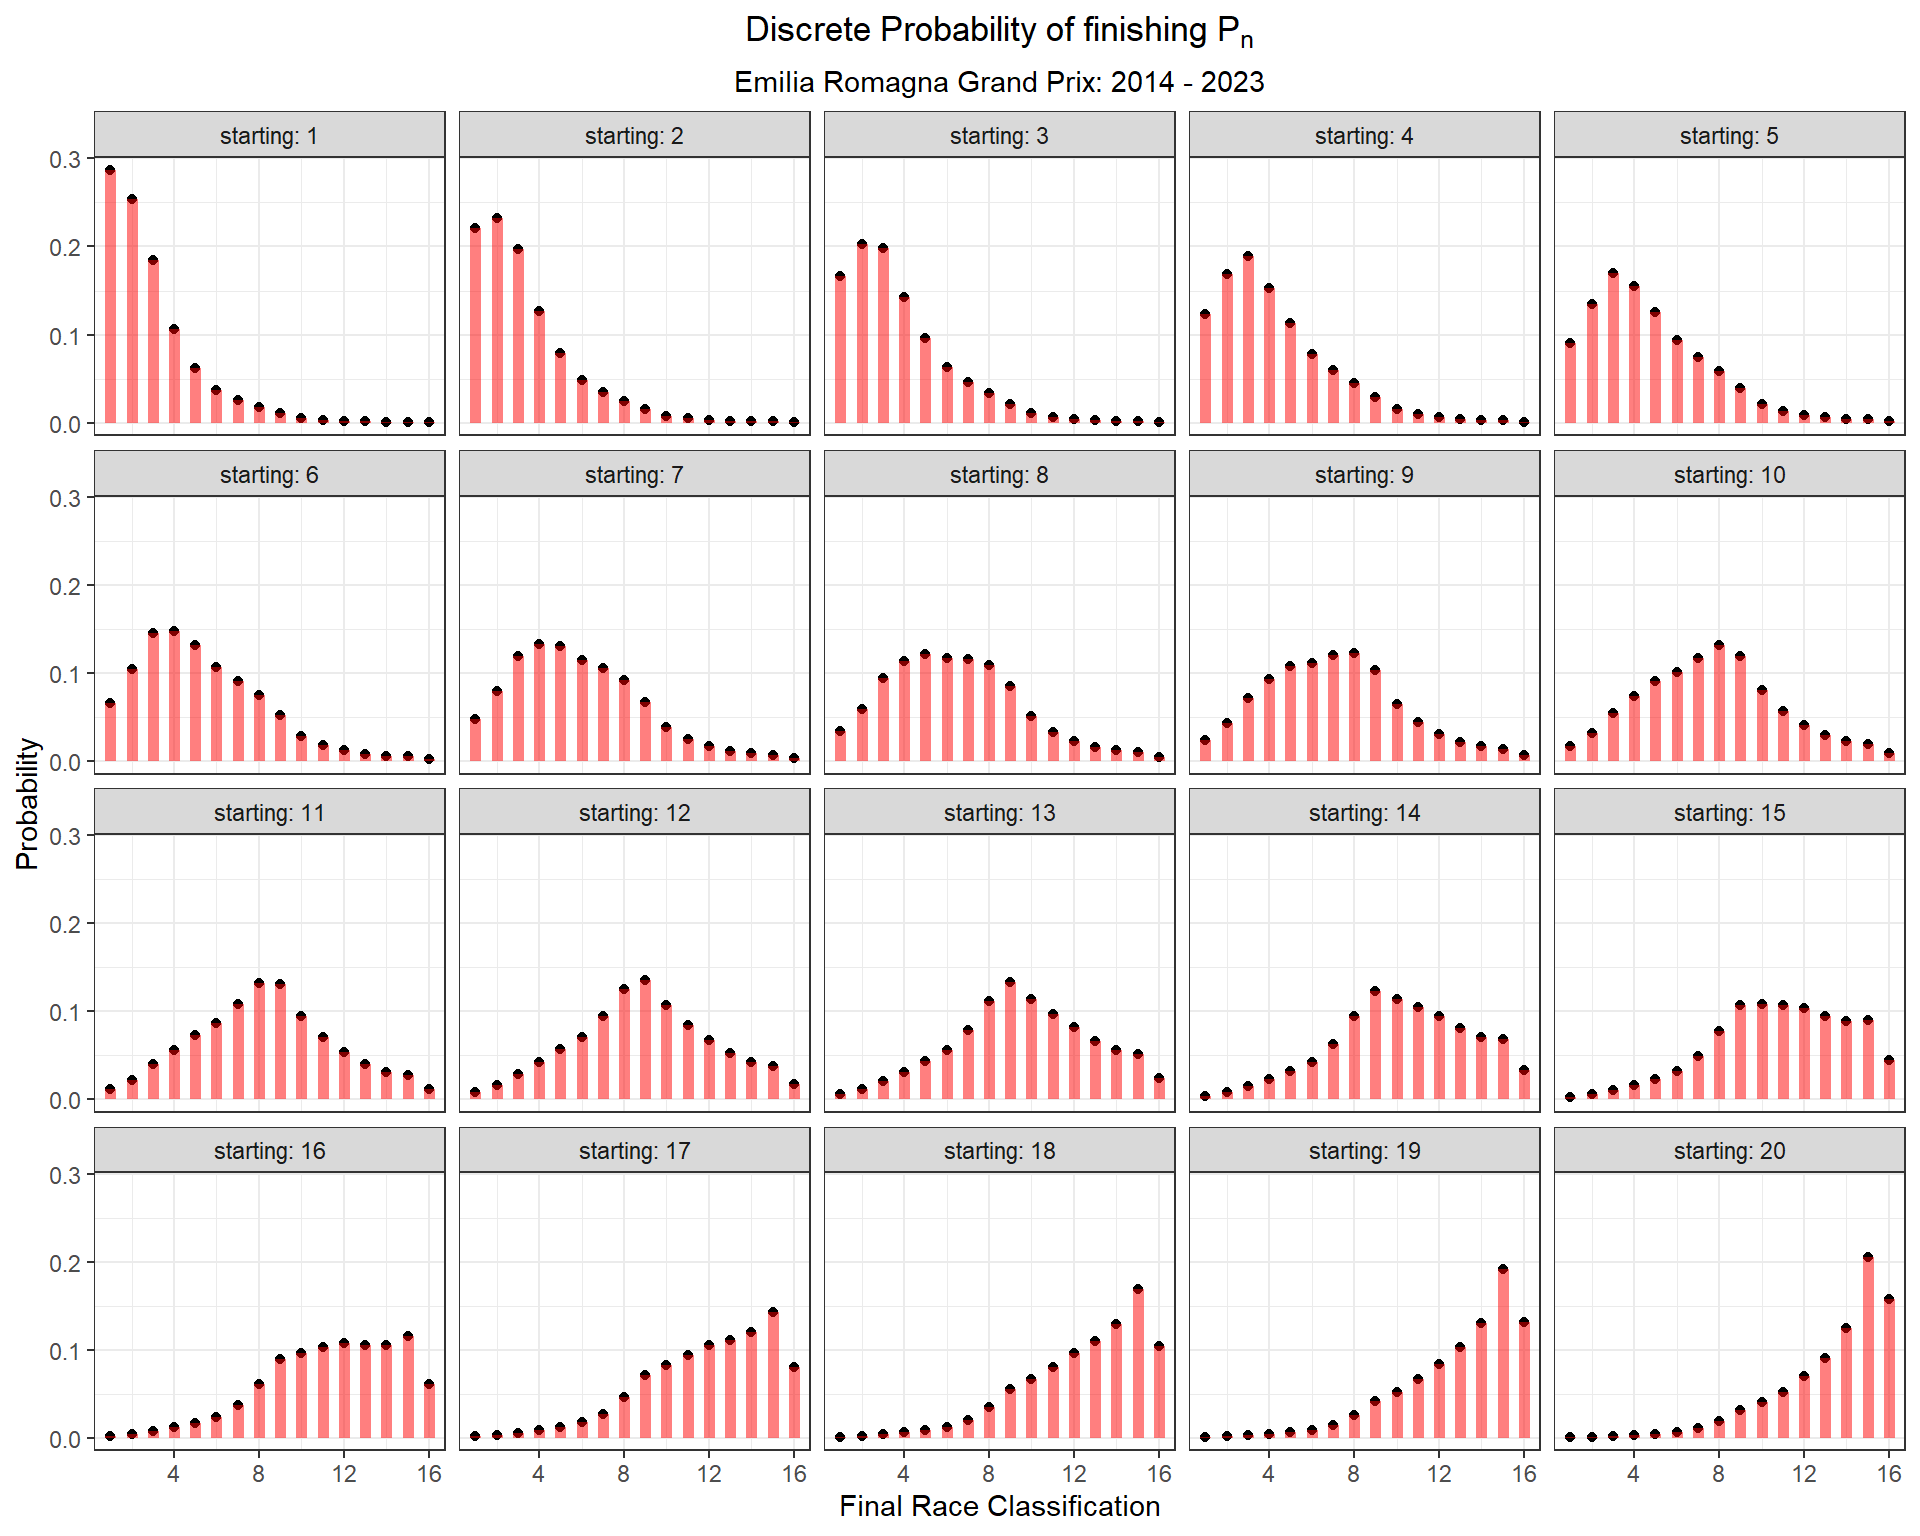 Discrete Probability of finishing Pn
Emilia Romagna Grand Prix: 2014 - 2023
starting: 1 starting: 2 starting: 3 starting: 4 starting: 5
0.3
0.2
0.1
0.0
starting: 6 starting: 7 starting: 8 starting: 9 starting: 10
0.3
0.2
0.1
0.0
Probability
starting: 11 starting: 12 starting: 13 starting: 14 starting: 15
0.3
0.2
0.1
0.0
starting: 16 starting: 17 starting: 18 starting: 19 starting: 20
0.3
0.2
0.1
0.0
4 8 12 16 4 8 12 16 4 8 12 16 4 8 12 16 4 8 12 16
Final Race Classification